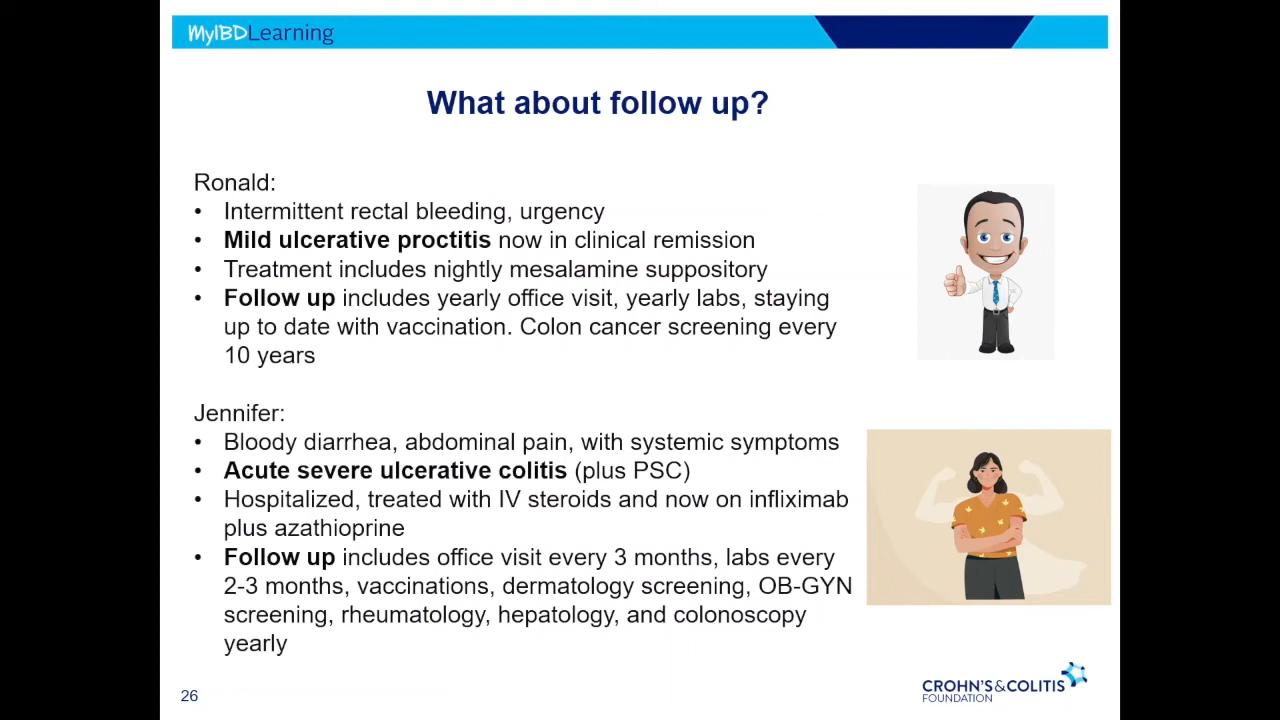 MyIBDLearning
What about follow up?
Ronald:
• Intermittent rectal bleeding, urgency
• Mild ulcerative proctitis now in clinical remission
• Treatment includes nightly mesalamine suppository
• Follow up includes yearly office visit, yearly labs, staying
up to date with vaccination. Colon cancer screening every
10 years
Jennifer:
• Bloody diarrhea, abdominal pain, with systemic symptoms
• Acute severe ulcerative colitis (plus PSC)
• Hospitalized, treated with IV steroids and now on infliximab
plus azathioprine
• Follow up includes office visit every 3 months, labs every
2-3 months, vaccinations, dermatology screening, OB-GYN
screening, rheumatology, hepatology, and colonoscopy
yearly
26
CROHN'S&COLITIS
FOUNDATION